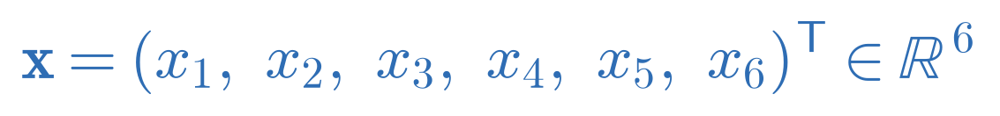 𝐱 = (x₁, x₂, x₃, x₄, x₅, x₆)ᵀ ∈ ℝ⁶